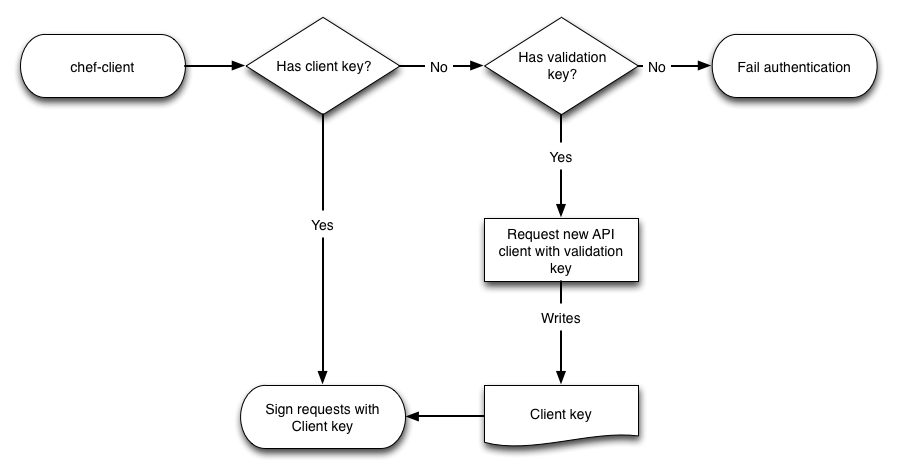 chef-client
Has client key?
No
Has validation
key?
No
Fail authentication
Yes
Yes
Request new API
client with validation
key
Writes
Sign requests with
Client key
Client key